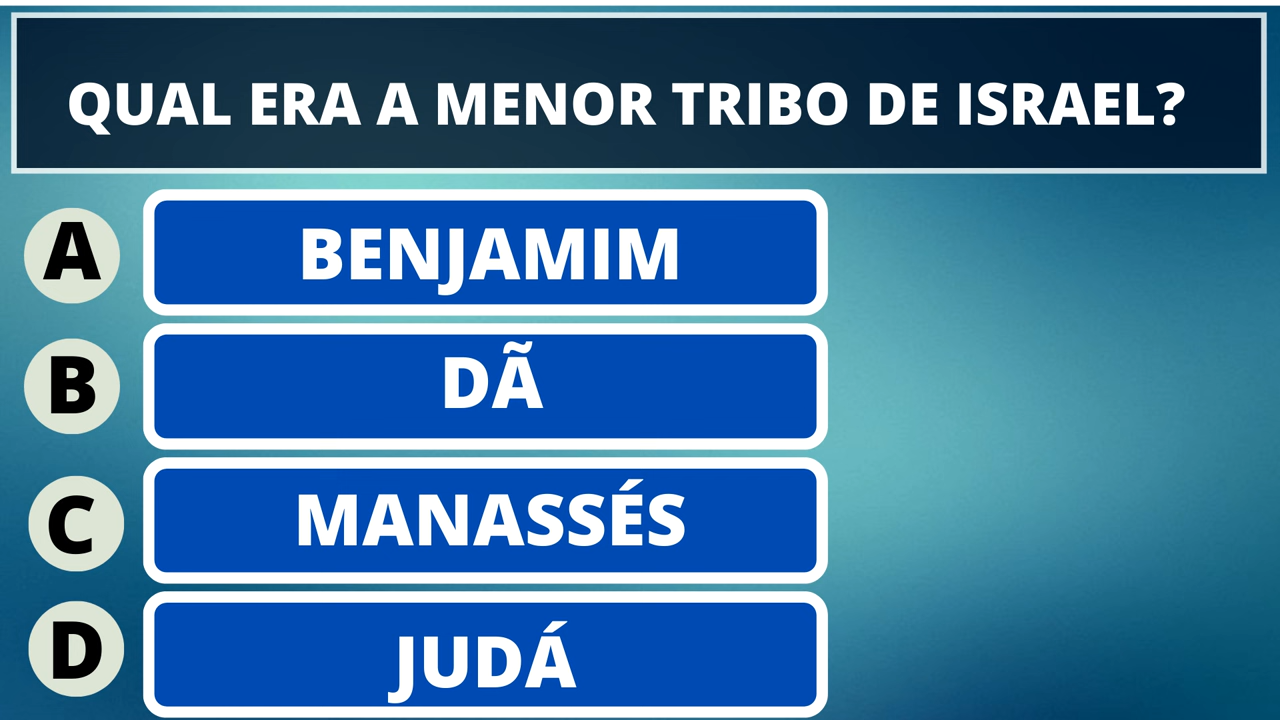 QUAL ERA A MENOR TRIBO DE ISRAEL?
A
BENJAMIM
B
DÃ
C
MANASSÉS
D
JUDÁ